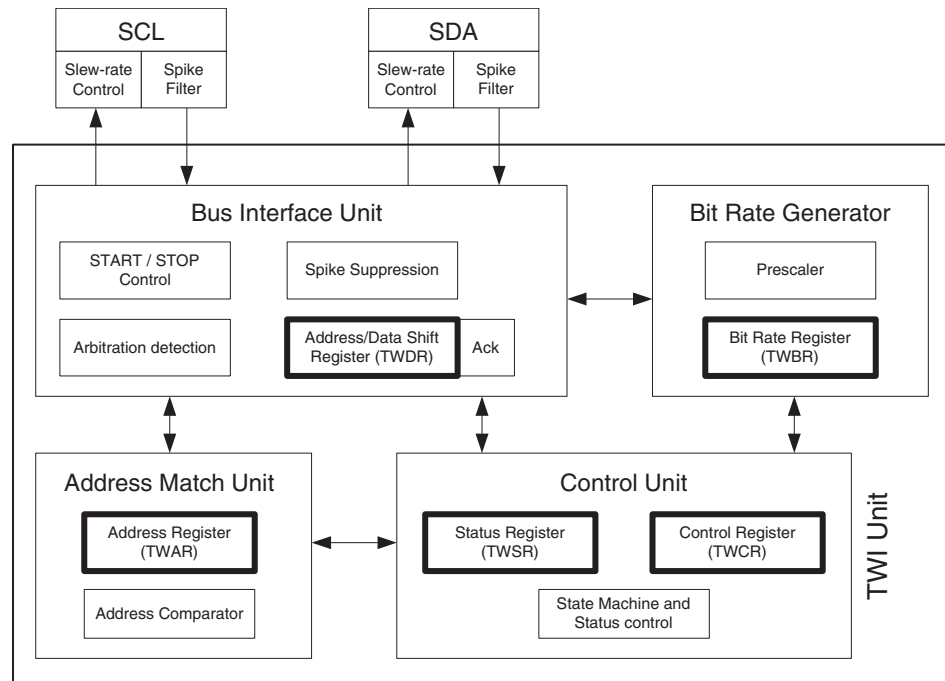 SCL
Slew-rate
Control
Spike
Filter
SDA
Slew-rate
Control
Spike
Filter
Bus Interface Unit
START / STOP
Control
Spike Suppression
Arbitration detection
Address/Data Shift
Register (TWDR)
Ack
Bit Rate Generator
Prescaler
Bit Rate Register
(TWBR)
Address Match Unit
Address Register
(TWAR)
Address Comparator
Control Unit
Status Register
(TWSR)
Control Register
(TWCR)
State Machine and
Status control
TWI Unit